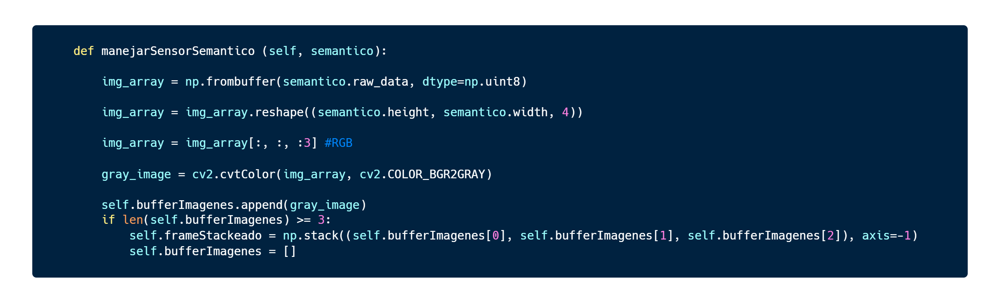 def manejarSensorSemantico (self, semantico):
img_array = np.frombuffer(semantico.raw_data, dtype=np.uint8)
img_array = img_array.reshape((semantico.height, semantico.width, 4))
img_array = img_array[:, :, :3] #RGB
gray_image = cv2.cvtColor(img_array, cv2.COLOR_BGR2GRAY)
self.bufferImagenes.append(gray_image)
if len(self.bufferImagenes) >= 3:
self.frameStackeado = np.stack((self.bufferImagenes[0], self.bufferImagenes[1], self.bufferImagenes[2]), axis=-1)
self.bufferImagenes = []